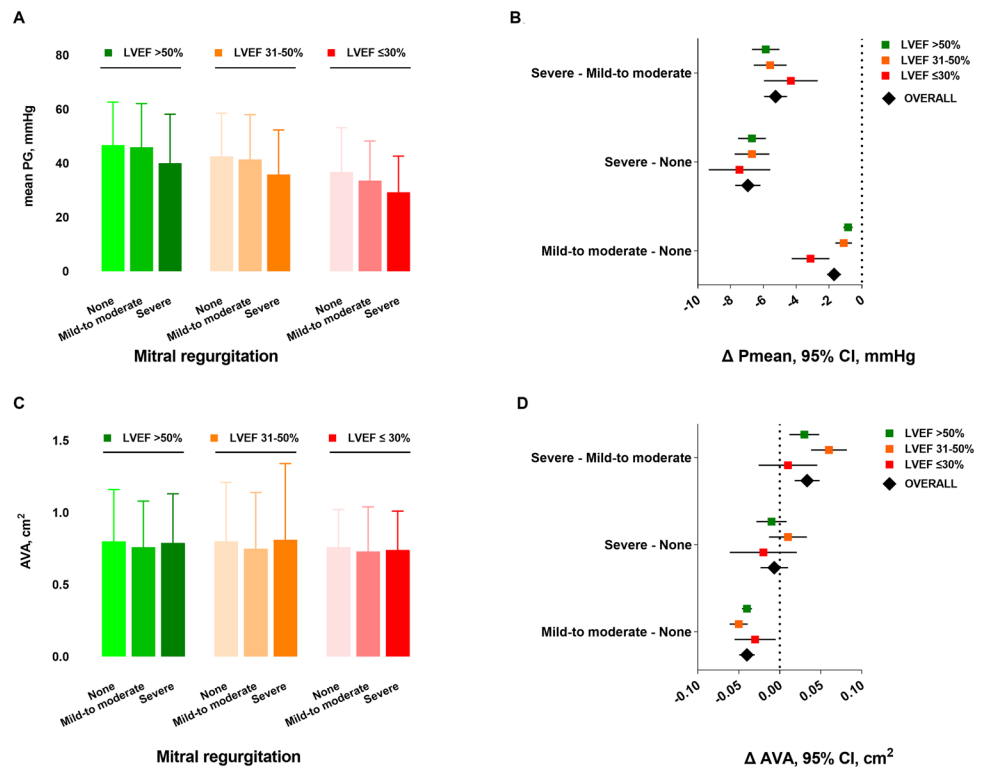 A
LVEF >50%
LVEF 31-50%
LVEF ≤30%
mean PG, mmHg
80
60
40
20
0
None
Mild-to moderate
Severe
None
Mild-to moderate
Severe
None
Mild-to moderate
Severe
Mitral regurgitation
B
LVEF >50%
LVEF 31-50%
LVEF ≤30%
OVERALL
Severe - Mild-to moderate
Severe - None
Mild-to moderate - None
-10
-8
-6
-4
-2
0
Δ Pmean, 95% CI, mmHg
C
LVEF >50%
LVEF 31-50%
LVEF ≤ 30%
AVA, cm²
1.5
1.0
0.5
0.0
None
Mild-to moderate
Severe
None
Mild-to moderate
Severe
None
Mild-to moderate
Severe
Mitral regurgitation
D
LVEF >50%
LVEF 31-50%
LVEF ≤30%
OVERALL
Severe - Mild-to moderate
Severe - None
Mild-to moderate - None
-0.10
-0.05
0.00
0.05
0.10
Δ AVA, 95% CI, cm²